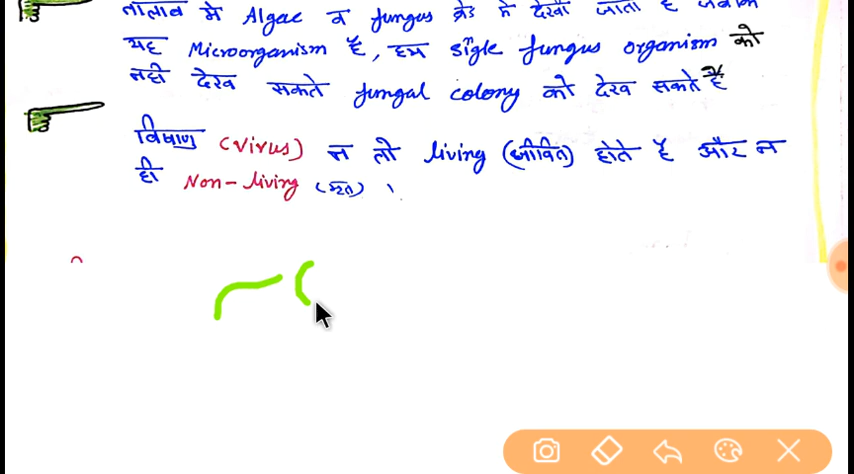 तालाब में Algae व fungus ब्रेड में देखा जाता है जबकि
यह Microorganism हैं, हम sigle fungus organism को
नही देख सकते fungal colony को देख सकते हैं
विषाणु (Virus) न तो living (जीवित) होते है और न
ही Non-living (मृत) ।